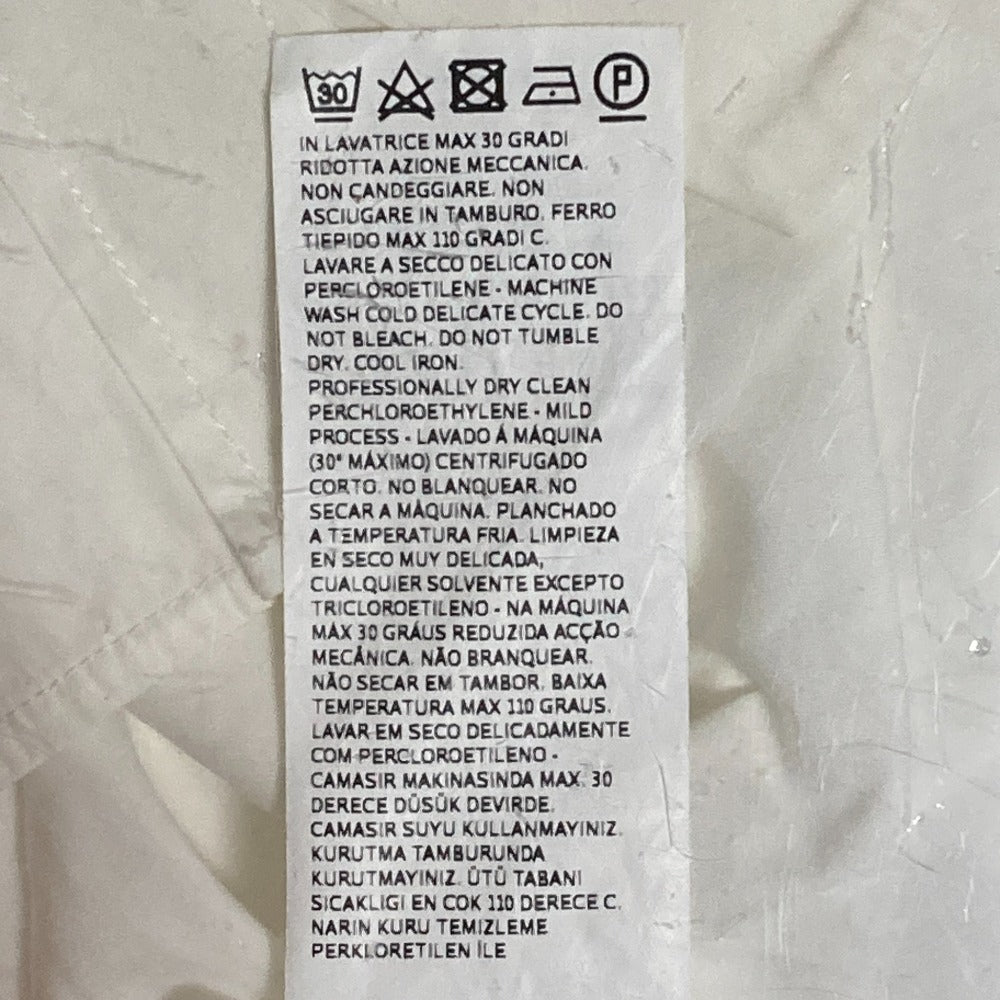 30 P
IN LAVATRICE MAX 30 GRADI
RIDOTTA AZIONE MECCANICA.
NON CANDEGGIARE. NON
ASCIUGARE IN TAMBURO. FERRO
TIEPIDO MAX 110 GRADI C.
LAVARE A SECCO DELICATO CON
PERCLOROETILENE - MACHINE
WASH COLD DELICATE CYCLE. DO
NOT BLEACH. DO NOT TUMBLE
DRY. COOL IRON.
PROFESSIONALLY DRY CLEAN
PERCHLOROETHYLENE - MILD
PROCESS - LAVADO Á MÁQUINA
(30° MÁXIMO) CENTRIFUGADO
CORTO. NO BLANQUEAR. NO
SECAR A MÁQUINA. PLANCHADO
A TEMPERATURA FRIA. LIMPIEZA
EN SECO MUY DELICADA,
CUALQUIER SOLVENTE EXCEPTO
TRICLOROETILENO - NA MÁQUINA
MÁX 30 GRÁUS REDUZIDA ACÇÃO
MECÂNICA. NÃO BRANQUEAR.
NÃO SECAR EM TAMBOR. BAIXA
TEMPERATURA MAX 110 GRAUS.
LAVAR EM SECO DELICADAMENTE
COM PERCLOROETILENO -
CAMASIR MAKINASINDA MAX. 30
DERECE DÜSÜK DEVIRDE.
CAMASIR SUYU KULLANMAYINIZ.
KURUTMA TAMBURUNDA
KURUTMAYINIZ. ÜTÜ TABANI
SICAKLIGI EN COK 110 DERECE C.
NARIN KURU TEMIZLEME
PERKLORETILEN İLE